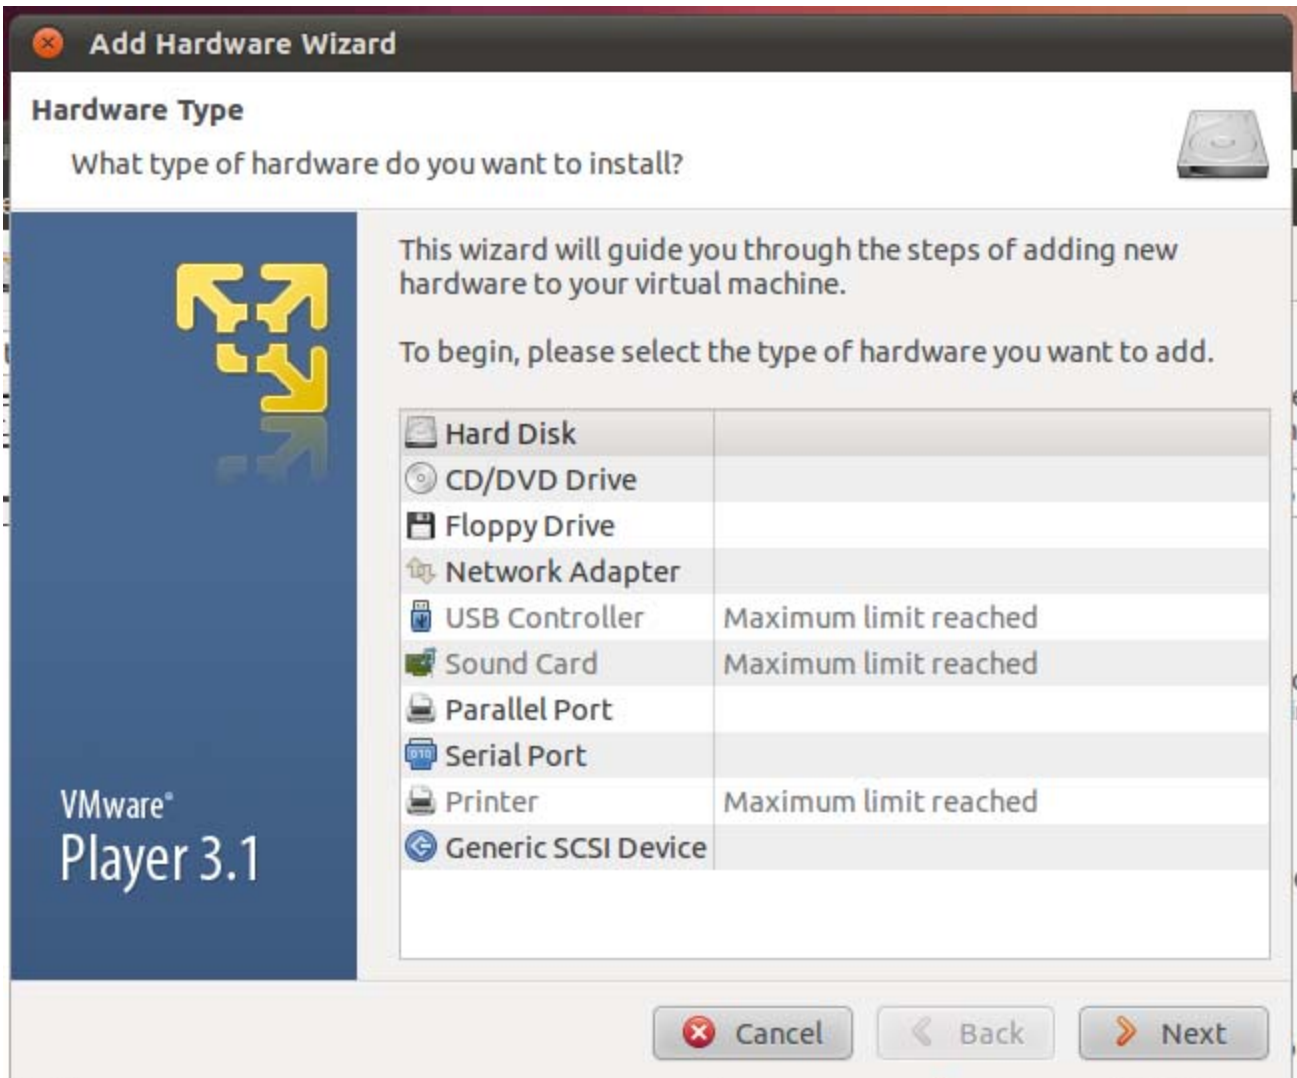 Add Hardware Wizard
Hardware Type
What type of hardware do you want to install?
This wizard will guide you through the steps of adding new
hardware to your virtual machine.
To begin, please select the type of hardware you want to add.
Hard Disk
CD/DVD Drive
Floppy Drive
Network Adapter
USB Controller Maximum limit reached
Sound Card Maximum limit reached
Parallel Port
Serial Port
Printer Maximum limit reached
Generic SCSI Device
VMware®
Player 3.1
Cancel Back Next